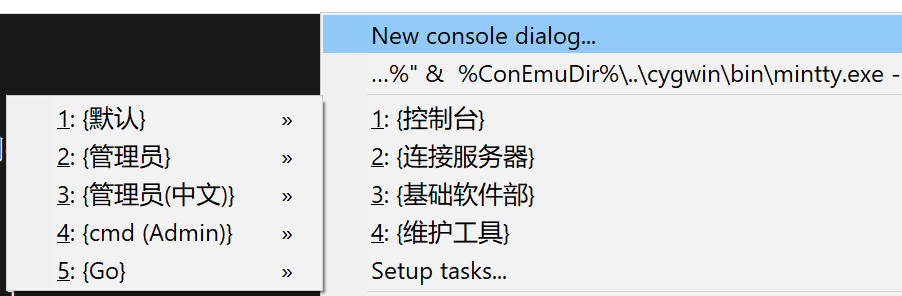 New console dialog...
...%" & %ConEmuDir%\..\cygwin\bin\mintty.exe -
1: {控制台}
2: {连接服务器}
3: {基础软件部}
4: {维护工具}
Setup tasks...
1: {默认} »
2: {管理员} »
3: {管理员(中文)} »
4: {cmd (Admin)} »
5: {Go} »